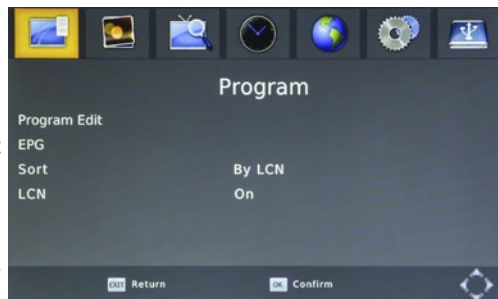 Program
Program Edit
EPG
Sort By LCN
LCN On
EXIT Return OK Confirm